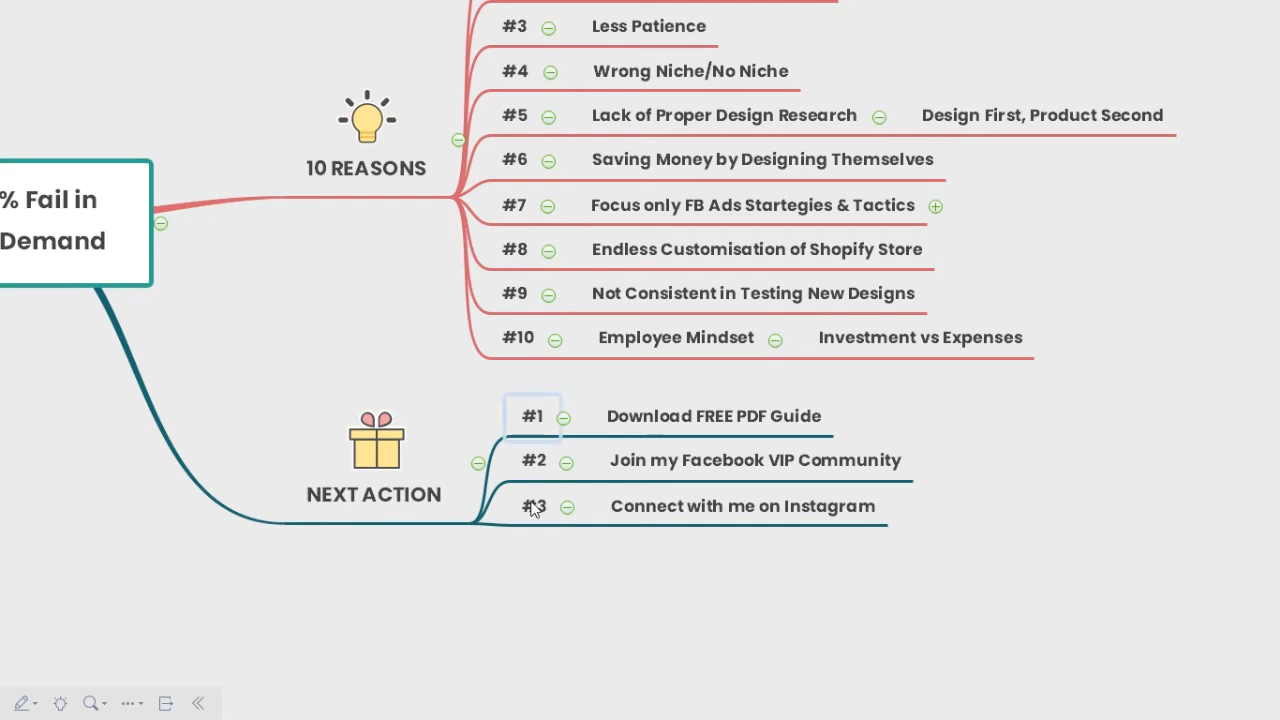 #3 Less Patience
#4 Wrong Niche/No Niche
#5 Lack of Proper Design Research Design First, Product Second
#6 Saving Money by Designing Themselves
#7 Focus only FB Ads Startegies & Tactics
#8 Endless Customisation of Shopify Store
#9 Not Consistent in Testing New Designs
#10 Employee Mindset Investment vs Expenses
10 REASONS
% Fail in
Demand
#1 Download FREE PDF Guide
#2 Join my Facebook VIP Community
#3 Connect with me on Instagram
NEXT ACTION